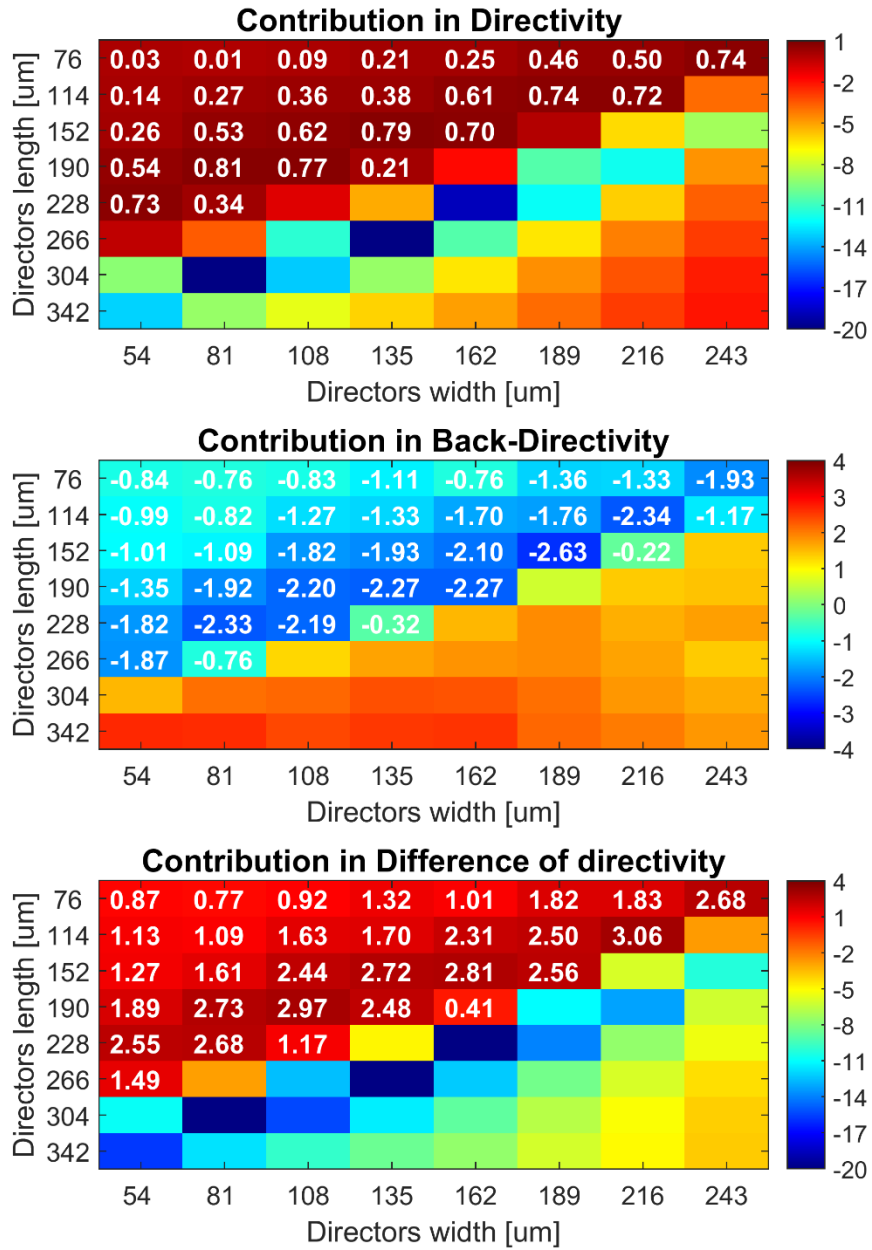 Contribution in Directivity
Directors length [um]
76 0.03 0.01 0.09 0.21 0.25 0.46 0.50 0.74
114 0.14 0.27 0.36 0.38 0.61 0.74 0.72
152 0.26 0.53 0.62 0.79 0.70
190 0.54 0.81 0.77 0.21
228 0.73 0.34
266
304
342
54 81 108 135 162 189 216 243
Directors width [um]
1
-2
-5
-8
-11
-14
-17
-20
Contribution in Back-Directivity
Directors length [um]
76 -0.84 -0.76 -0.83 -1.11 -0.76 -1.36 -1.33 -1.93
114 -0.99 -0.82 -1.27 -1.33 -1.70 -1.76 -2.34 -1.17
152 -1.01 -1.09 -1.82 -1.93 -2.10 -2.63 -0.22
190 -1.35 -1.92 -2.20 -2.27 -2.27
228 -1.82 -2.33 -2.19 -0.32
266 -1.87 -0.76
304
342
54 81 108 135 162 189 216 243
Directors width [um]
4
3
2
1
0
-1
-2
-3
-4
Contribution in Difference of directivity
Directors length [um]
76 0.87 0.77 0.92 1.32 1.01 1.82 1.83 2.68
114 1.13 1.09 1.63 1.70 2.31 2.50 3.06
152 1.27 1.61 2.44 2.72 2.81 2.56
190 1.89 2.73 2.97 2.48 0.41
228 2.55 2.68 1.17
266 1.49
304
342
54 81 108 135 162 189 216 243
Directors width [um]
4
1
-2
-5
-8
-11
-14
-17
-20